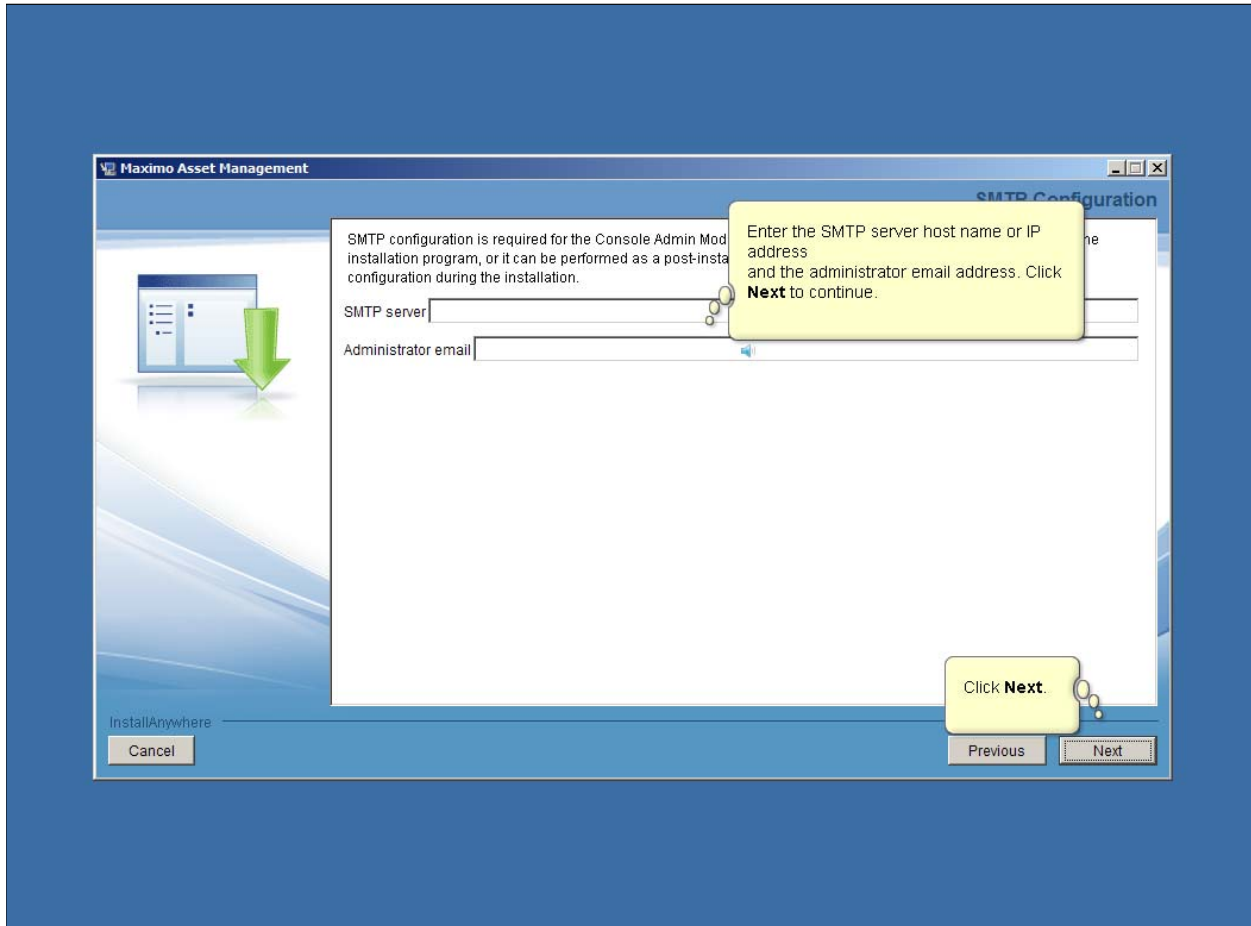 Maximo Asset Management
SMTP Configuration
SMTP configuration is required for the Console Admin Mod
installation program, or it can be performed as a post-insta
configuration during the installation.
Enter the SMTP server host name or IP
address
and the administrator email address. Click
Next to continue.
SMTP server
Administrator email
Click Next.
InstallAnywhere
Cancel
Previous
Next